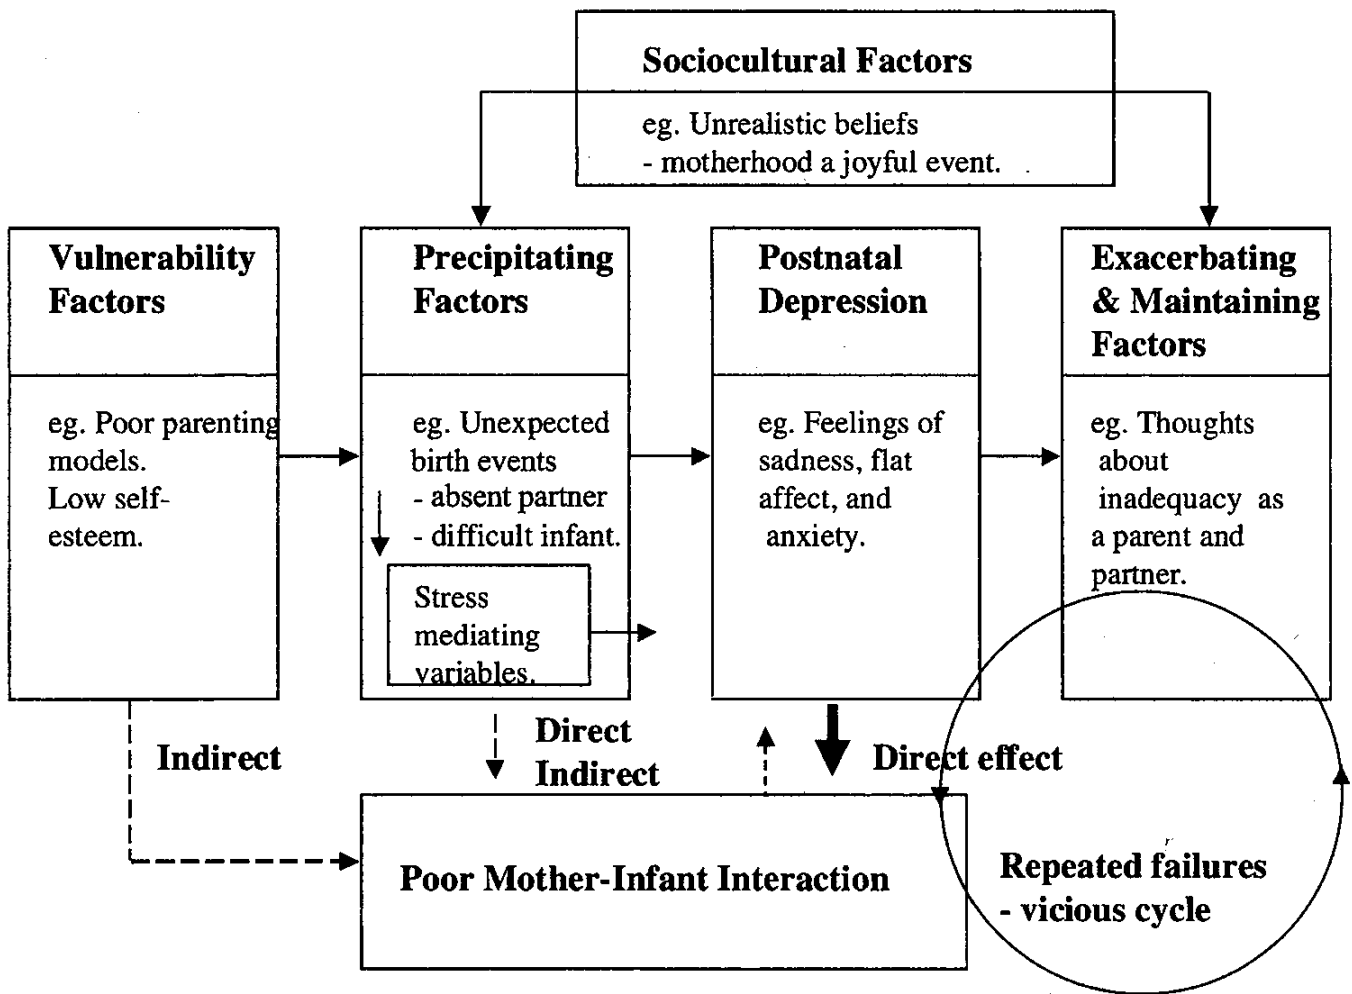 Sociocultural Factors
eg. Unrealistic beliefs
- motherhood a joyful event.
Vulnerability
Factors
eg. Poor parenting
models.
Low self-
esteem.
Precipitating
Factors
eg. Unexpected
birth events
- absent partner
- difficult infant.
Stress
mediating
variables.
Postnatal
Depression
eg. Feelings of
sadness, flat
affect, and
anxiety.
Exacerbating
& Maintaining
Factors
eg. Thoughts
about
inadequacy as
a parent and
partner.
Indirect
Direct
Indirect
Direct effect
Poor Mother-Infant Interaction
Repeated failures
- vicious cycle